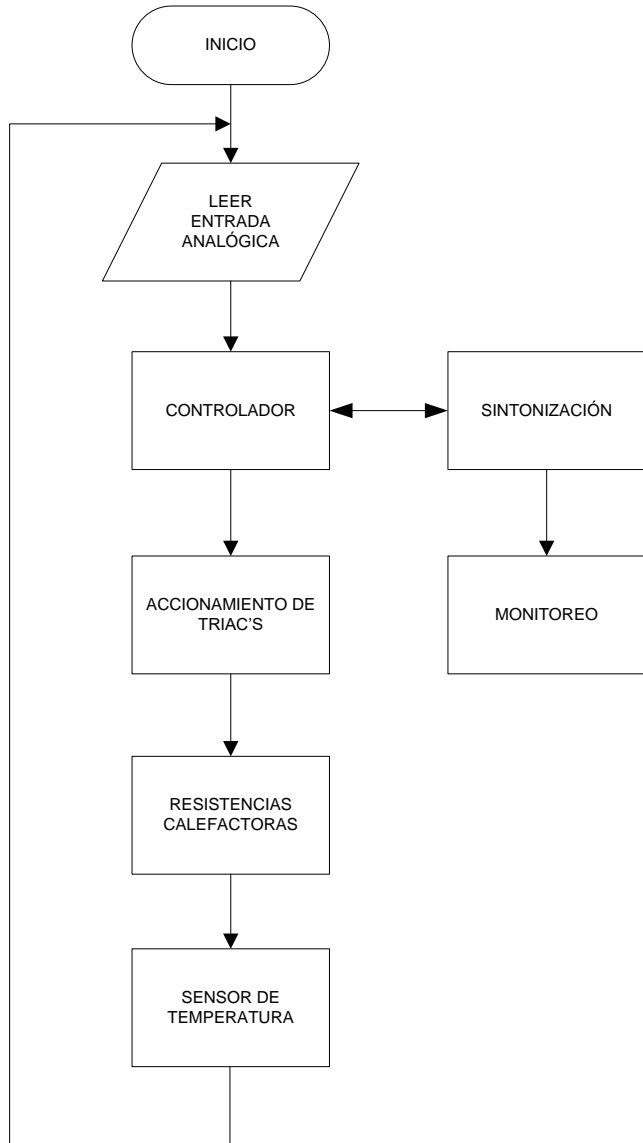 INICIO
LEER
ENTRADA
ANALÓGICA
CONTROLADOR
SINTONIZACIÓN
ACCIONAMIENTO DE
TRIAC’S
MONITOREO
RESISTENCIAS
CALEFACTORAS
SENSOR DE
TEMPERATURA